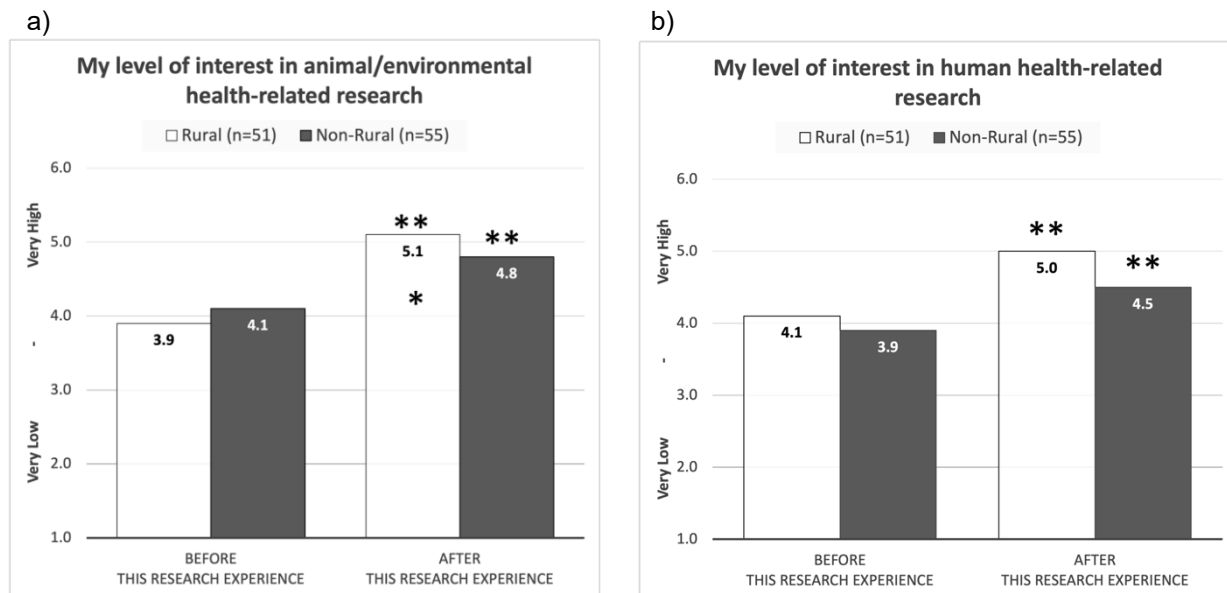 a)
My level of interest in animal/environmental
health-related research
Rural (n=51) Non-Rural (n=55)
6.0
5.0
4.0
3.0
2.0
1.0
Very High
-
Very Low
** **
5.1 4.8
*
3.9 4.1
BEFORE AFTER
THIS RESEARCH EXPERIENCE THIS RESEARCH EXPERIENCE
b)
My level of interest in human health-related
research
Rural (n=51) Non-Rural (n=55)
6.0
5.0
4.0
3.0
2.0
1.0
Very High
-
Very Low
** **
5.0 4.5
4.1 3.9
BEFORE AFTER
THIS RESEARCH EXPERIENCE THIS RESEARCH EXPERIENCE